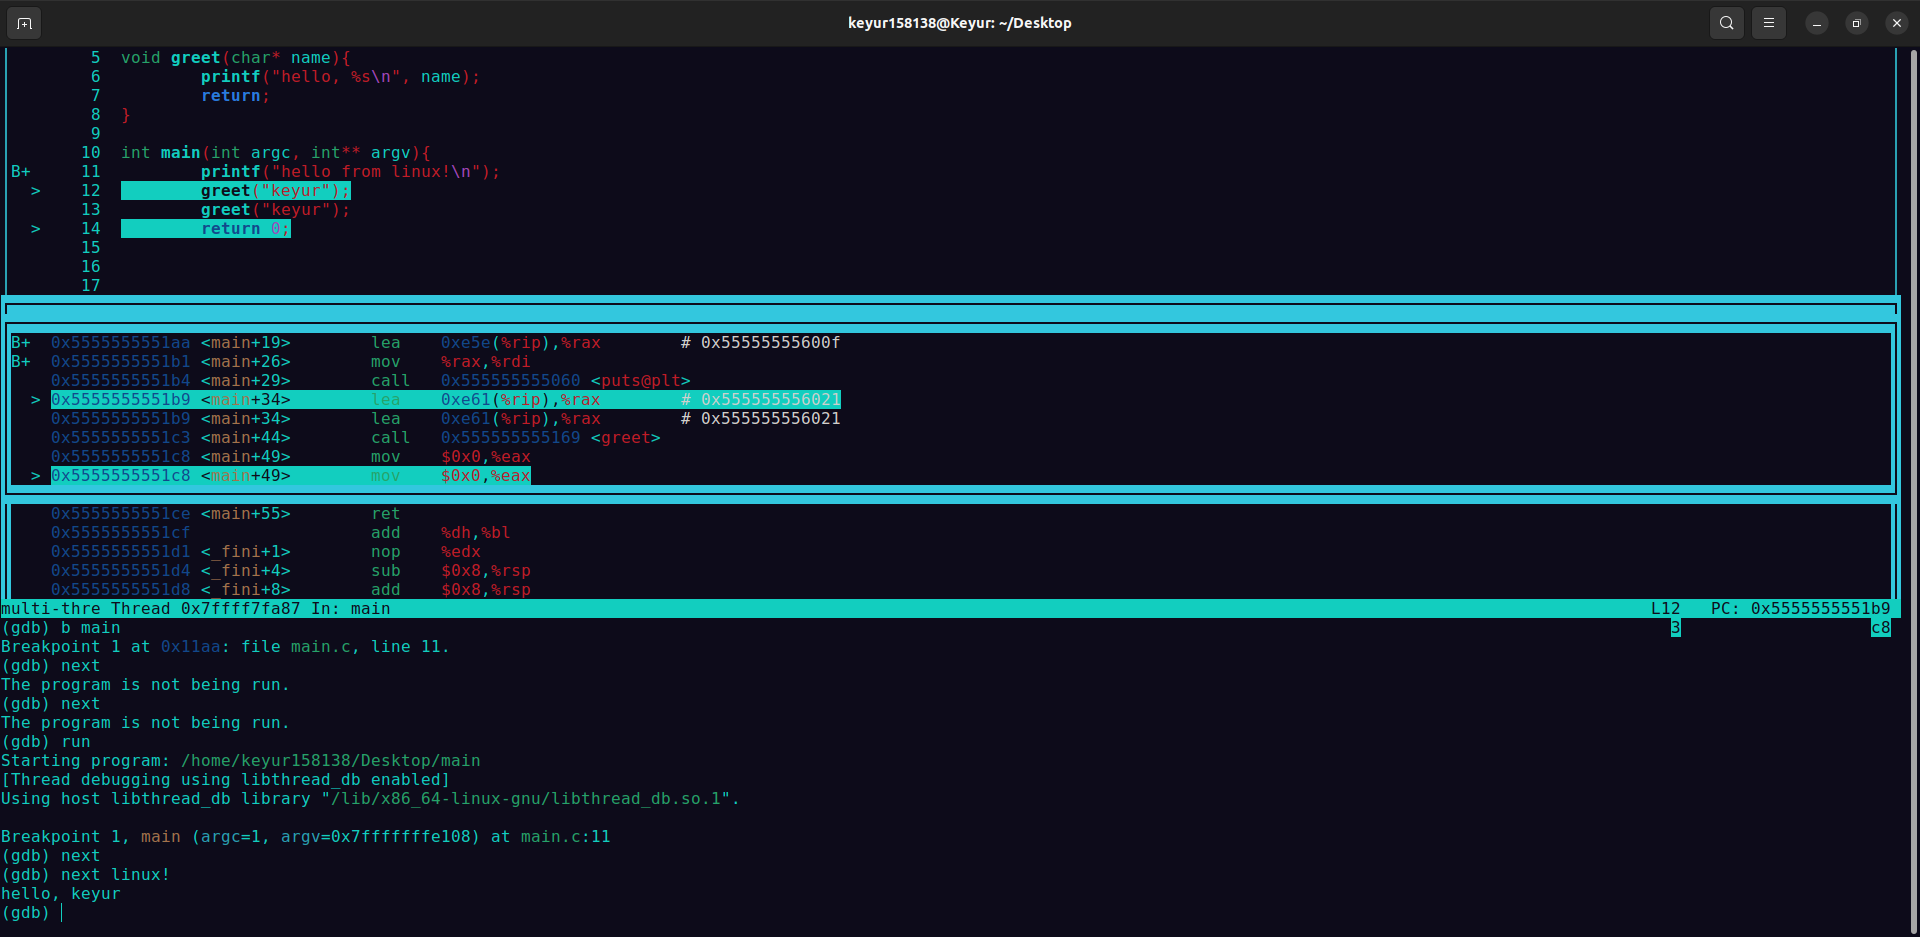 keyur158138@Keyur: ~/Desktop
5 void greet(char* name){
6 printf("hello, %s\n", name);
7 return;
8 }
9
10 int main(int argc, int** argv){
B+ 11 printf("hello from linux!\n");
> 12 greet("keyur");
13 greet("keyur");
> 14 return 0;
15
16
17
B+ 0x5555555551aa <main+19> lea 0xe5e(%rip),%rax # 0x55555555600f
B+ 0x5555555551b1 <main+26> mov %rax,%rdi
0x5555555551b4 <main+29> call 0x555555555060 <puts@plt>
> 0x5555555551b9 <main+34> lea 0xe61(%rip),%rax # 0x555555556021
0x5555555551b9 <main+34> lea 0xe61(%rip),%rax # 0x555555556021
0x5555555551c3 <main+44> call 0x555555555169 <greet>
0x5555555551c8 <main+49> mov $0x0,%eax
> 0x5555555551c8 <main+49> mov $0x0,%eax
0x5555555551ce <main+55> ret
0x5555555551cf add %dh,%bl
0x5555555551d1 <_fini+1> nop %edx
0x5555555551d4 <_fini+4> sub $0x8,%rsp
0x5555555551d8 <_fini+8> add $0x8,%rsp
multi-thre Thread 0x7ffff7fa87 In: main L12 PC: 0x5555555551b9
(gdb) b main 3 c8
Breakpoint 1 at 0x11aa: file main.c, line 11.
(gdb) next
The program is not being run.
(gdb) next
The program is not being run.
(gdb) run
Starting program: /home/keyur158138/Desktop/main
[Thread debugging using libthread_db enabled]
Using host libthread_db library "/lib/x86_64-linux-gnu/libthread_db.so.1".
Breakpoint 1, main (argc=1, argv=0x7fffffffe108) at main.c:11
(gdb) next
(gdb) next linux!
hello, keyur
(gdb)